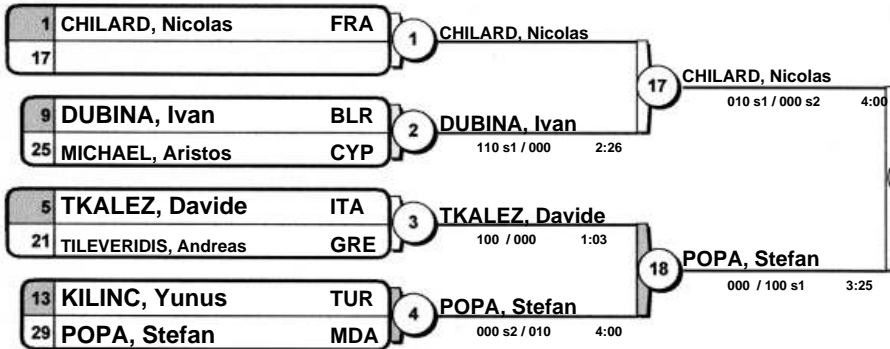 1 CHILARD, Nicolas FRA
17
9 DUBINA, Ivan BLR
25 MICHAEL, Aristos CYP
5 TKALEZ, Davide ITA
21 TILEVERIDIS, Andreas GRE
13 KILINC, Yunus TUR
29 POPA, Stefan MDA
1 CHILARD, Nicolas
2 DUBINA, Ivan
110 s1 / 000 2:26
3 TKALEZ, Davide
100 / 000 1:03
4 POPA, Stefan
000 s2 / 010 4:00
17 CHILARD, Nicolas
010 s1 / 000 s2 4:00
18 POPA, Stefan
000 / 100 s1 3:25